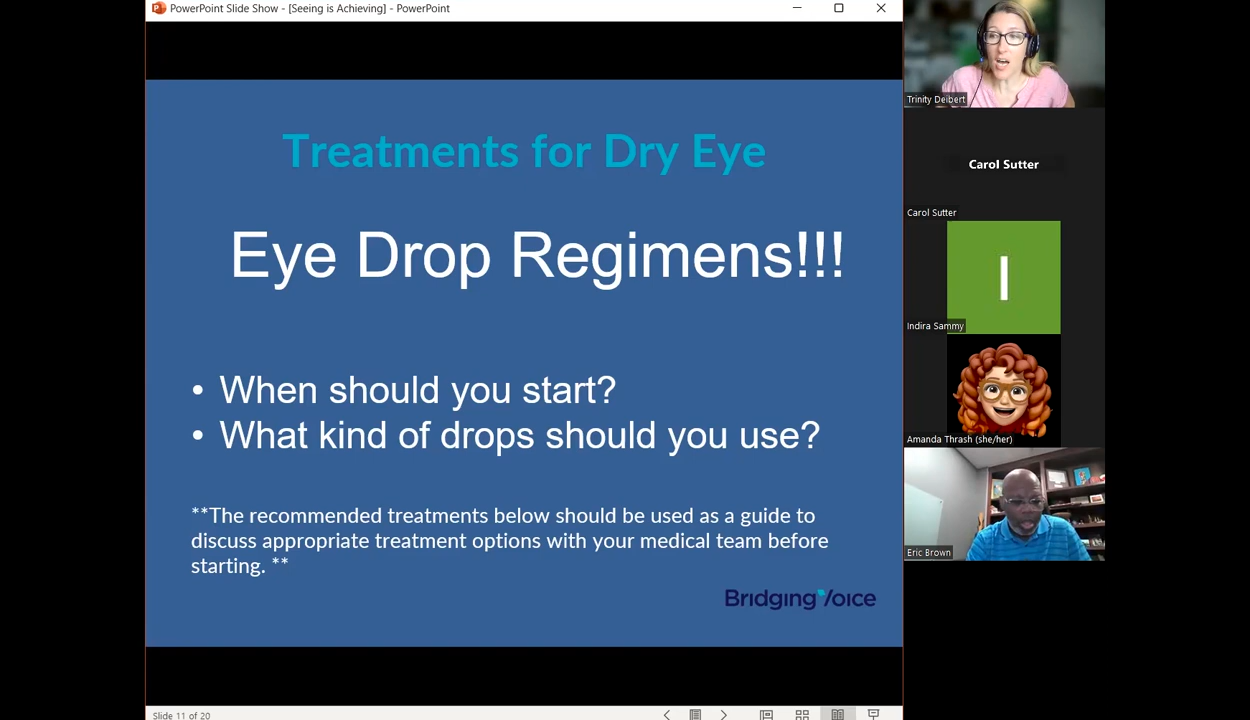 PowerPoint Slide Show - [Seeing is Achieving] - PowerPoint
Treatments for Dry Eye
Eye Drop Regimens!!!
• When should you start?
• What kind of drops should you use?
**The recommended treatments below should be used as a guide to
discuss appropriate treatment options with your medical team before
starting. **
Bridging Voice
Slide 11 of 20
Trinity Deibert
Carol Sutter
Carol Sutter
I
Indira Sammy
Amanda Thrash (she/her)
Eric Brown